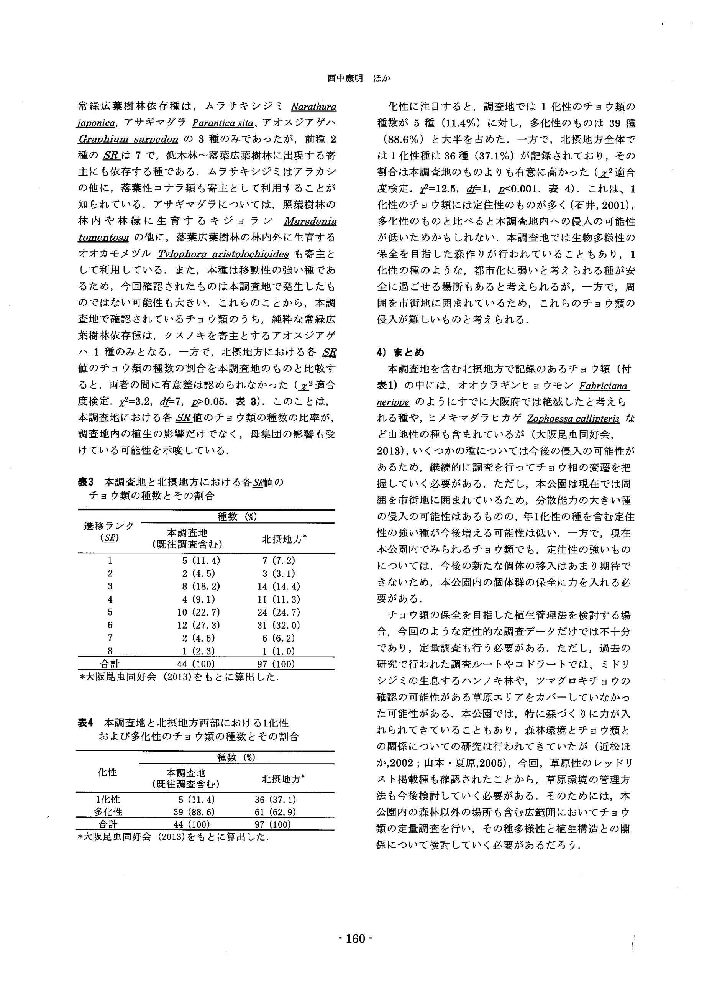 西中康明　ほか
常緑広葉樹林依存種は，ムラサキシジミ Narathura
japonica, アサギマダラ Parantica sita、アオスジアゲハ
Graphium sarpedon の 3 種のみであったが，前種 2
種の SR は 7 で，低木林～落葉広葉樹林に出現する寄
主にも依存する種である．ムラサキシジミはアラカシ
の他に，落葉性コナラ類も寄主として利用することが
知られている．アサギマダラについては，照葉樹林の
林内や林縁に生育するキジョラン Marsdenia
tomentosa の他に，落葉広葉樹林の林内外に生育する
オオカモメヅル Tylophora aristolochioides も寄主と
して利用している．また，本種は移動性の強い種であ
るため，今回確認されたものは本調査地で発生したも
のではない可能性も大きい．これらのことから，本調
査地で確認されているチョウ類のうち，純粋な常緑広
葉樹林依存種は，クスノキを寄主とするアオスジアゲ
ハ 1 種のみとなる．一方で，北摂地方における各 SR
値のチョウ類の種数の割合を本調査地のものと比較す
ると，両者の間に有意差は認められなかった（χ²適合
度検定．χ²=3.2, df=7, p>0.05. 表 3）．このことは，
本調査地における各 SR 値のチョウ類の種数の比率が，
調査地内の植生の影響だけでなく，母集団の影響も受
けている可能性を示唆している．
表3　本調査地と北摂地方における各SR値の
チョウ類の種数とその割合
種数（%）
遷移ランク
（SR）
本調査地
（既往調査含む）
北摂地方*
1 5 (11.4) 7 (7.2)
2 2 (4.5) 3 (3.1)
3 8 (18.2) 14 (14.4)
4 4 (9.1) 11 (11.3)
5 10 (22.7) 24 (24.7)
6 12 (27.3) 31 (32.0)
7 2 (4.5) 6 (6.2)
8 1 (2.3) 1 (1.0)
合計 44 (100) 97 (100)
*大阪昆虫同好会（2013）をもとに算出した．
表4　本調査地と北摂地方西部における1化性
および多化性のチョウ類の種数とその割合
種数（%）
化性
本調査地
（既往調査含む）
北摂地方*
1化性 5 (11.4) 36 (37.1)
多化性 39 (88.6) 61 (62.9)
合計 44 (100) 97 (100)
*大阪昆虫同好会（2013）をもとに算出した．
化性に注目すると，調査地では 1 化性のチョウ類の
種数が 5 種（11.4%）に対し，多化性のものは 39 種
（88.6%）と大半を占めた．一方で，北摂地方全体で
は 1 化性種は 36 種（37.1%）が記録されており，その
割合は本調査地のものよりも有意に高かった（χ²適合
度検定．χ²=12.5, df=1, p<0.001. 表 4）．これは、1
化性のチョウ類には定住性のものが多く（石井, 2001），
多化性のものと比べると本調査地内への侵入の可能性
が低いためかもしれない．本調査地では生物多様性の
保全を目指した森作りが行われていることもあり，1
化性の種のような，都市化に弱いと考えられる種が安
全に過ごせる場所もあると考えられるが，一方で，周
囲を市街地に囲まれているため，これらのチョウ類の
侵入が難しいものと考えられる．
4）まとめ
本調査地を含む北摂地方で記録のあるチョウ類（付
表1）の中には，オオウラギンヒョウモン Fabriciana
nerippe のようにすでに大阪府では絶滅したと考えら
れる種や，ヒメキマダラヒカゲ Zophoessa callipteris な
ど山地性の種も含まれているが（大阪昆虫同好会，
2013），いくつかの種については今後の侵入の可能性が
あるため，継続的に調査を行ってチョウ相の変遷を把
握していく必要がある．ただし，本公園は現在では周
囲を市街地に囲まれているため，分散能力の大きい種
の侵入の可能性はあるものの，年1化性の種を含む定住
性の強い種が今後増える可能性は低い．一方で，現在
本公園内でみられるチョウ類でも，定住性の強いもの
については，今後の新たな個体の移入はあまり期待で
きないため，本公園内の個体群の保全に力を入れる必
要がある．
チョウ類の保全を目指した植生管理法を検討する場
合，今回のような定性的な調査データだけでは不十分
であり，定量調査も行う必要がある．ただし，過去の
研究で行われた調査ルートやコドラートでは、ミドリ
シジミの生息するハンノキ林や，ツマグロキチョウの
確認の可能性がある草原エリアをカバーしていなかっ
た可能性がある．本公園では，特に森づくりに力が入
れられてきていることもあり，森林環境とチョウ類と
の関係についての研究は行われてきていたが（近松ほ
か,2002；山本・夏原,2005），今回，草原性のレッドリ
スト掲載種も確認されたことから，草原環境の管理方
法も今後検討していく必要がある．そのためには，本
公園内の森林以外の場所も含む広範囲においてチョウ
類の定量調査を行い，その種多様性と植生構造との関
係について検討していく必要があるだろう．
- 160 -